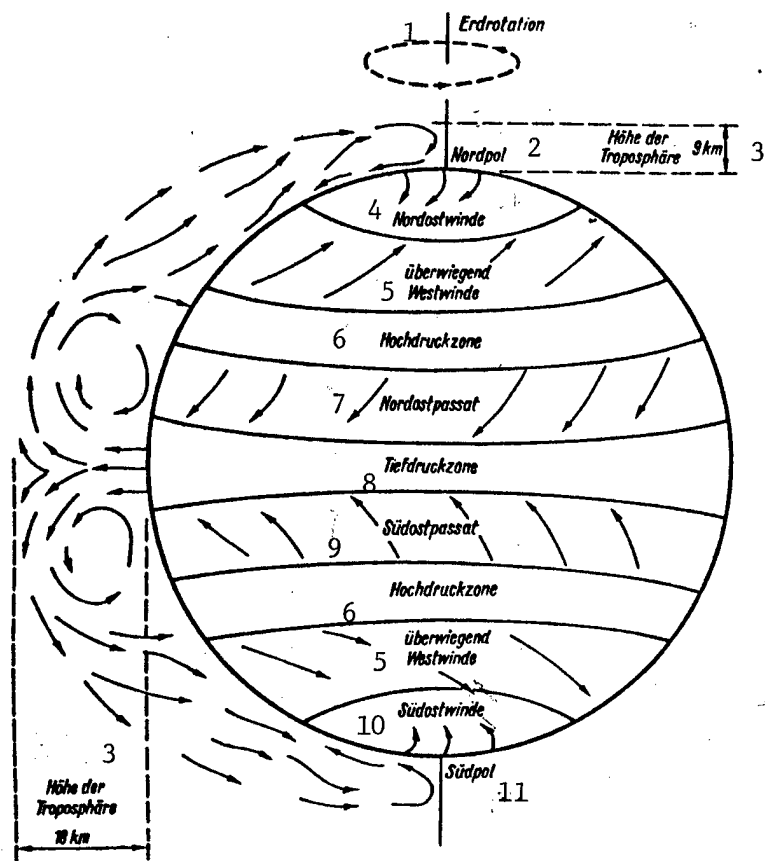 1 Erdrotation
2 Nordpol
Höhe der
Troposphäre
9 km 3
4 Nordostwinde
überwiegend
5 Westwinde
6 Hochdruckzone
7 Nordostpassat
Tiefdruckzone
8
Südostpassat
9
Hochdruckzone
6
überwiegend
5 Westwinde
10 Südostwinde
Südpol 11
3
Höhe der
Troposphäre
18 km